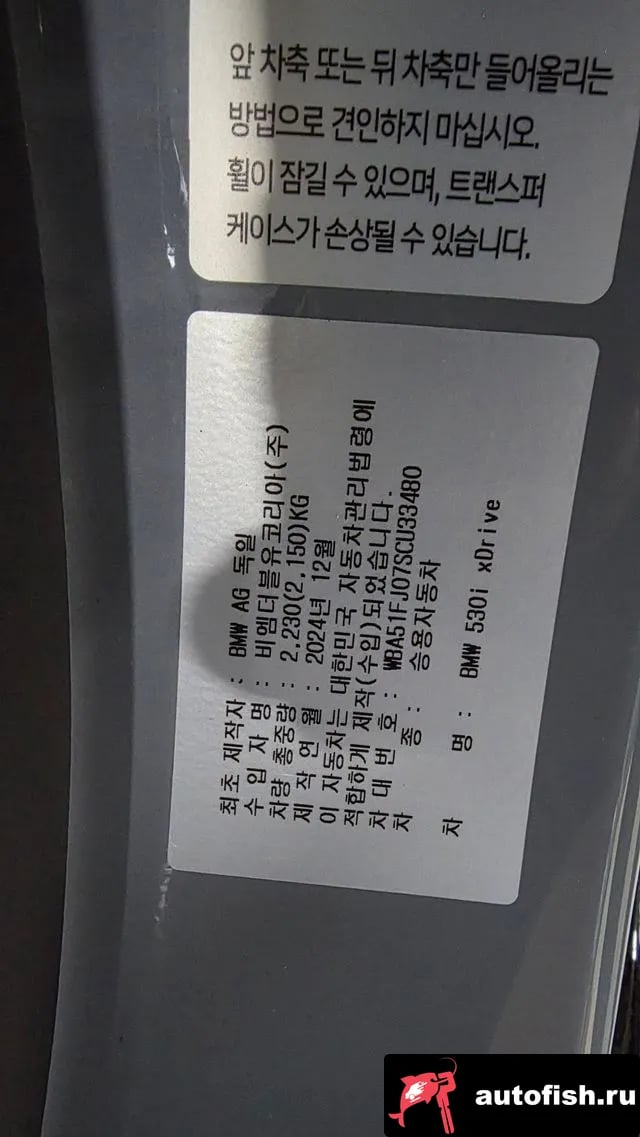 앞 차축 또는 뒤 차축만 들어올리는
방법으로 견인하지 마십시오.
휠이 잠길 수 있으며, 트랜스퍼
케이스가 손상될 수 있습니다.
최초 제작자 : BMW AG 독일
수 입 자 명 : 비엠더블유코리아(주)
차량 총중량 : 2,230(2,150)KG
제 작 연 월 : 2024년 12월
이 자동차는 대한민국 자동차관리법령에
적합하게 제작(수입)되었습니다.
차 대 번 호 : WBA51FJ07SCU33480
차 종 : 승용자동차
차 명 : BMW 530i xDrive
autofish.ru